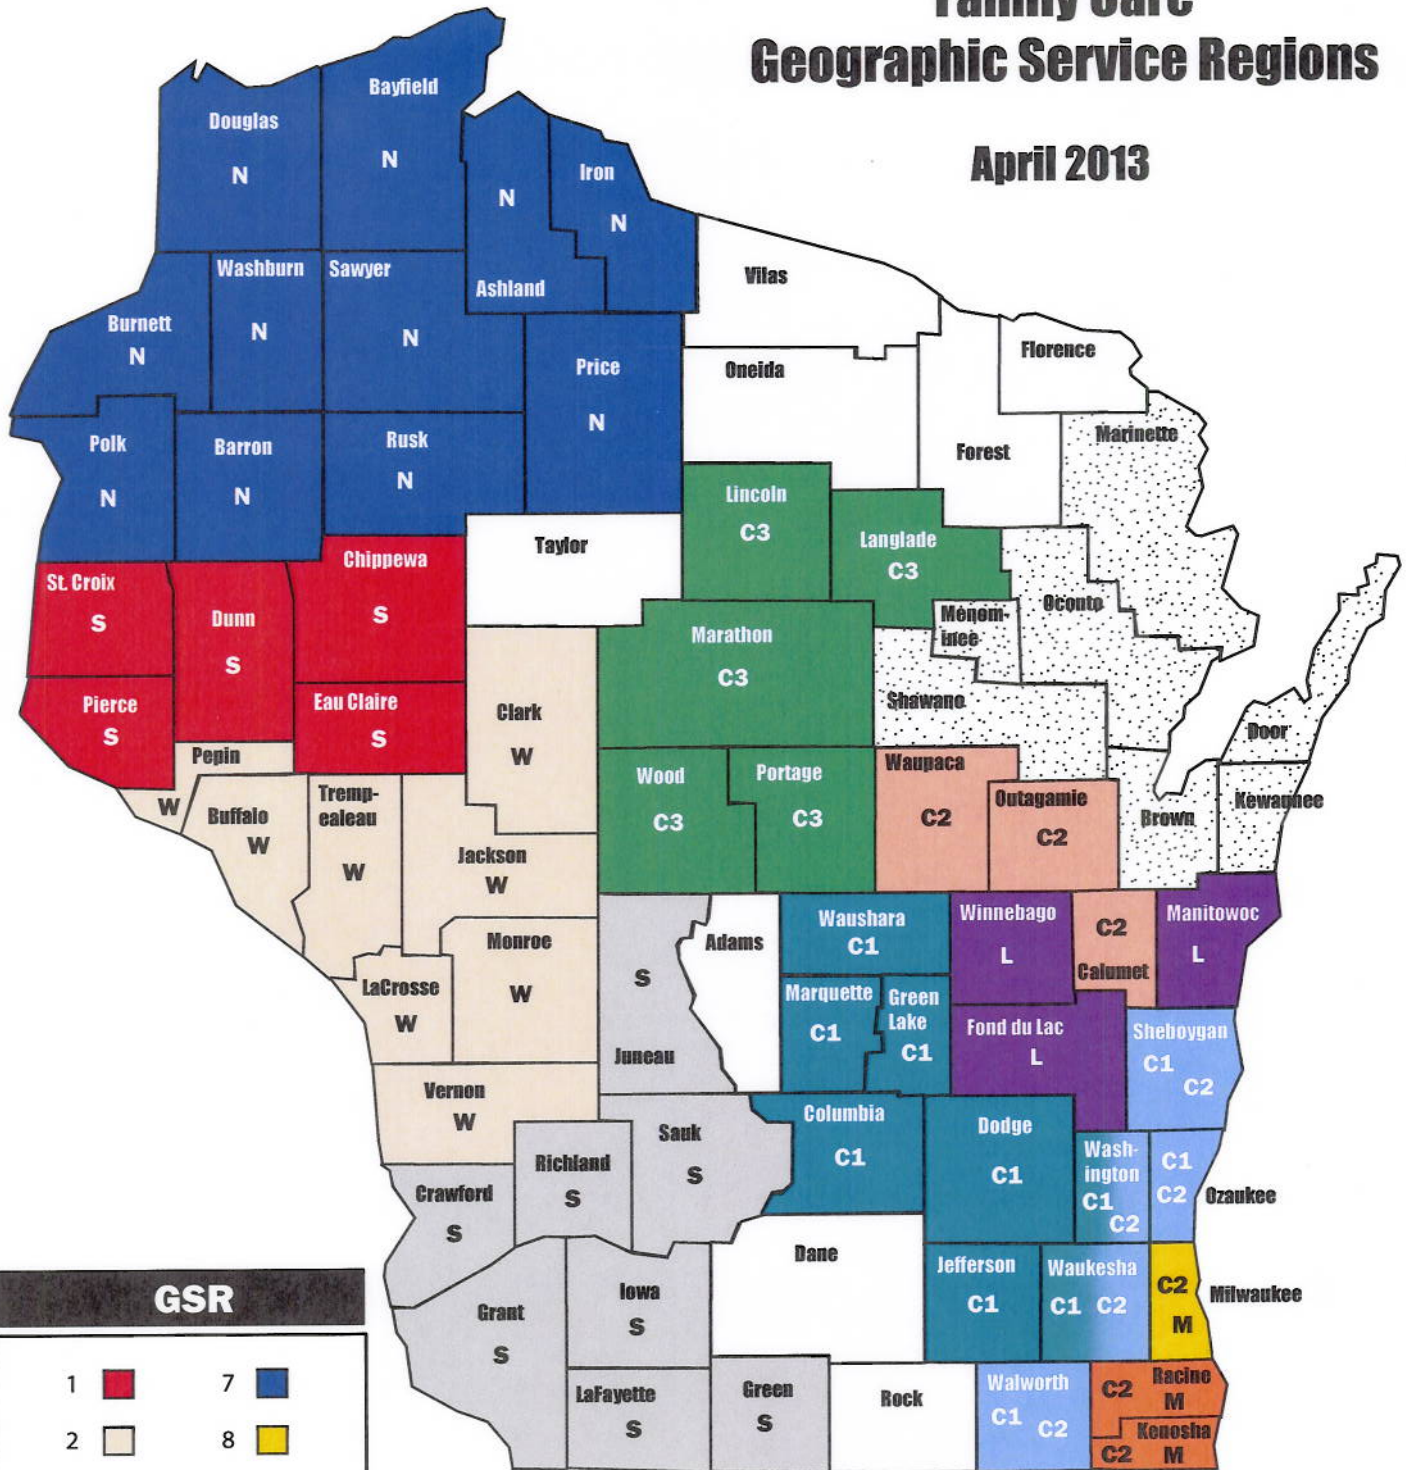 Family Care
Geographic Service Regions
April 2013
Bayfield
N
Douglas
N
Iron
N
N
Ashland
Washburn
N
Sawyer
N
Vilas
Burnett
N
Price
N
Oneida
Florence
Polk
N
Barron
N
Rusk
N
Forest
Marinette
Lincoln
C3
Langlade
C3
Taylor
Chippewa
S
St. Croix
S
Dunn
S
Menom-
inee
Oconto
Marathon
C3
Pierce
S
Eau Claire
S
Clark
W
Shawano
Door
Pepin
W
Wood
C3
Portage
C3
Waupaca
C2
Outagamie
C2
Brown
Kewaunee
Buffalo
W
Tremp-
ealeau
W
Jackson
W
Monroe
W
Adams
Waushara
C1
Winnebago
L
C2
Calumet
Manitowoc
L
LaCrosse
W
S
Juneau
Marquette
C1
Green
Lake
C1
Fond du Lac
L
Sheboygan
C1
C2
Vernon
W
Sauk
S
Columbia
C1
Dodge
C1
Wash-
ington
C1
C2
C1
C2
Ozaukee
Richland
S
Crawford
S
Dane
Jefferson
C1
Waukesha
C1 C2
C2
M
Milwaukee
Grant
S
Iowa
S
LaFayette
S
Green
S
Rock
Walworth
C1
C2
C2
Racine
M
Kenosha
C2
M
GSR
1 7
2 8